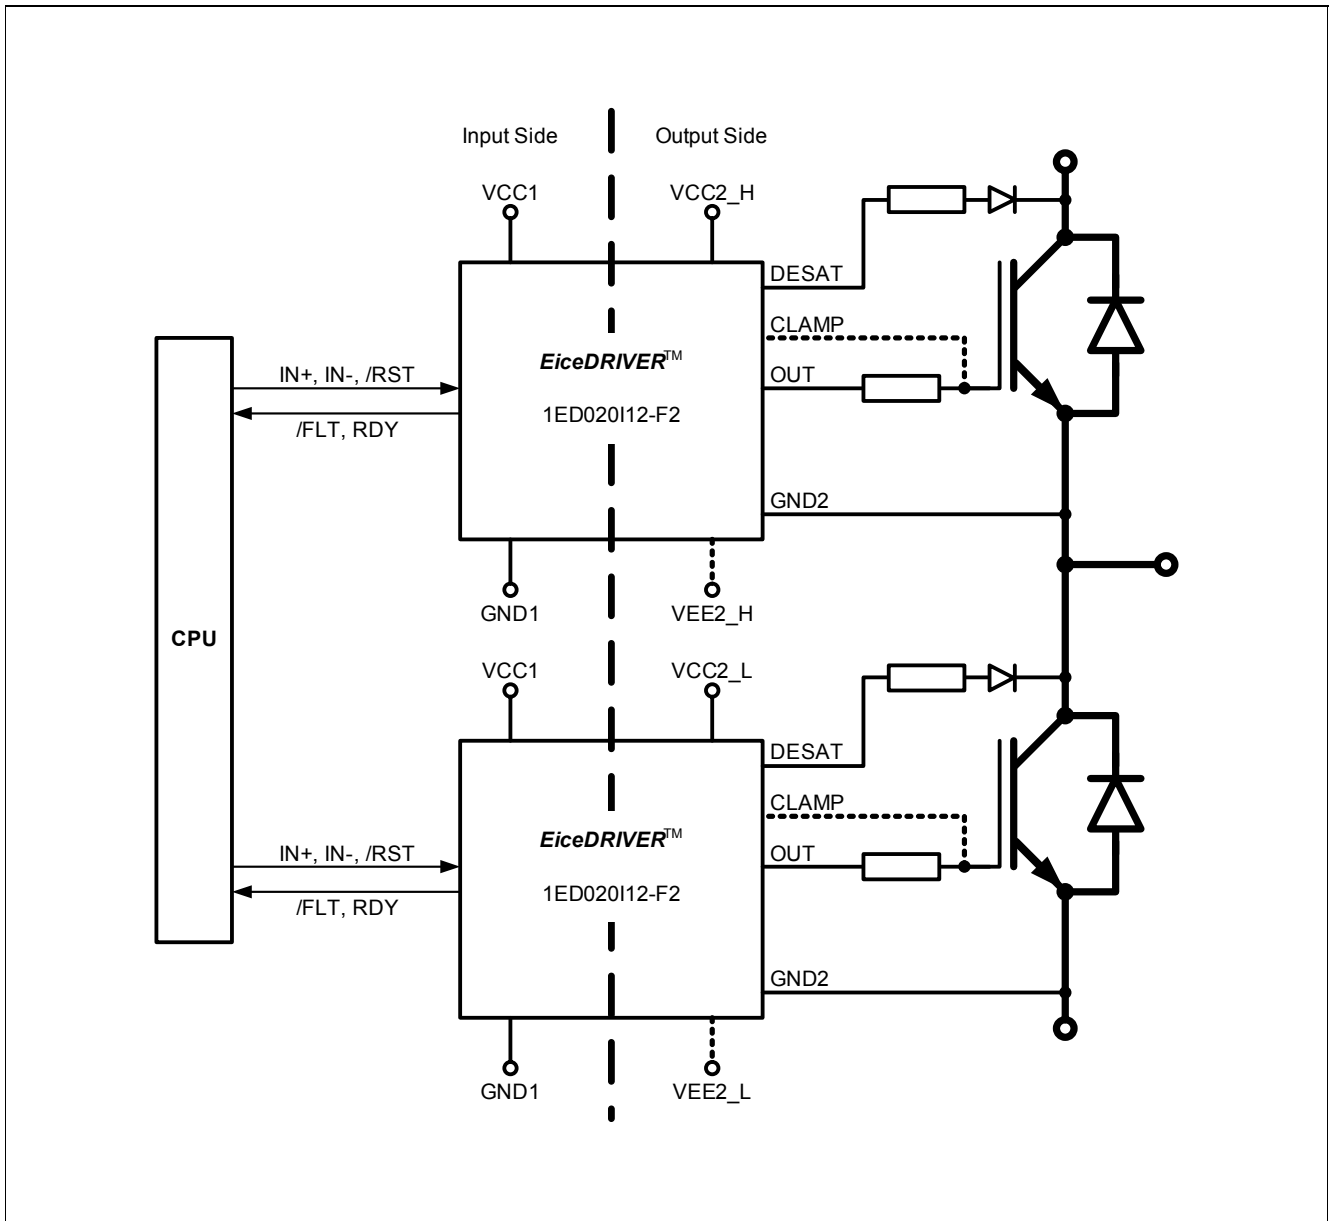 Input Side
Output Side
VCC1
VCC2_H
DESAT
CLAMP
EiceDRIVER™
OUT
IN+, IN-, /RST
1ED020I12-F2
/FLT, RDY
GND2
GND1
VEE2_H
CPU
VCC1
VCC2_L
DESAT
CLAMP
EiceDRIVER™
OUT
IN+, IN-, /RST
1ED020I12-F2
/FLT, RDY
GND2
GND1
VEE2_L